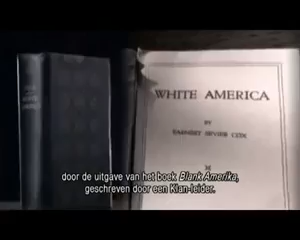 WHITE AMERICA
BY
EARNEST SEVIER COX
door de uitgave van het boek Blank Amerika,
geschreven door een Klan-leider.